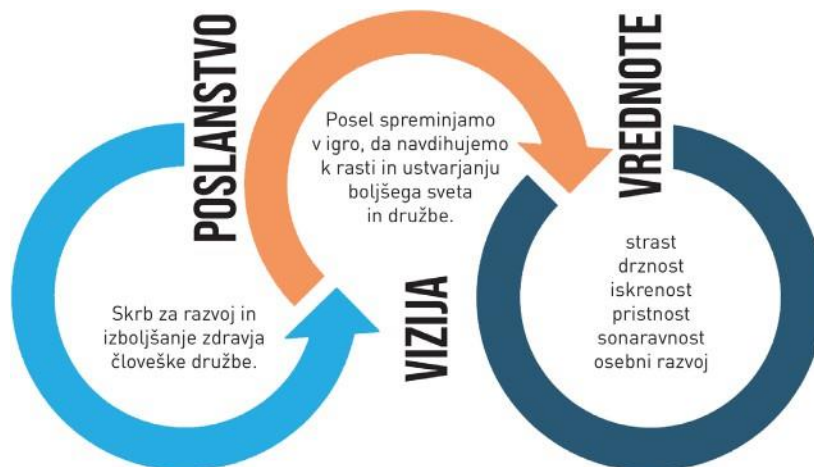 POSLANSTVO
Skrb za razvoj in
izboljšanje zdravja
človeške družbe.
VIZIJA
Posel spreminjamo
v igro, da navdihujemo
k rasti in ustvarjanju
boljšega sveta
in družbe.
VREDNOTE
strast
drznost
iskrenost
pristnost
sonaravnost
osebni razvoj